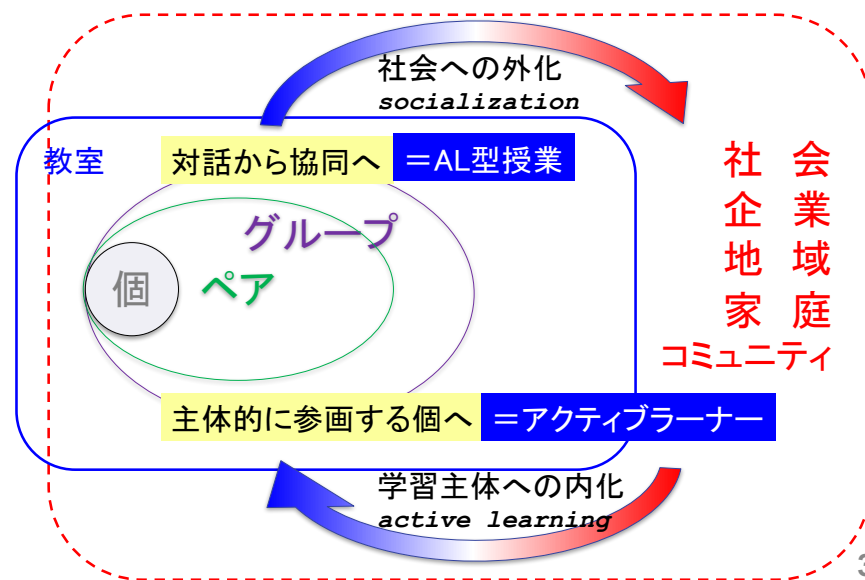 社会への外化
socialization
教室
対話から協同へ ＝AL型授業
グループ
個 ペア
社 会
企 業
地 域
家 庭
コミュニティ
主体的に参画する個へ ＝アクティブラーナー
学習主体への内化
active learning
3